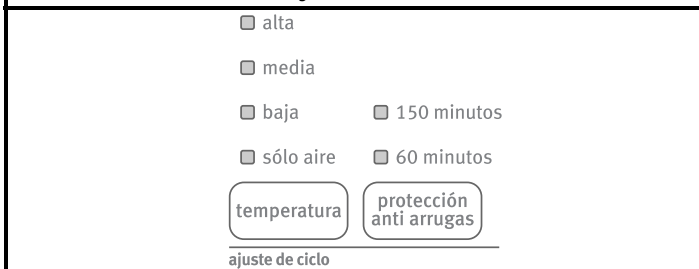 alta
media
baja
150 minutos
sólo aire
60 minutos
temperatura
protección
anti arrugas
ajuste de ciclo